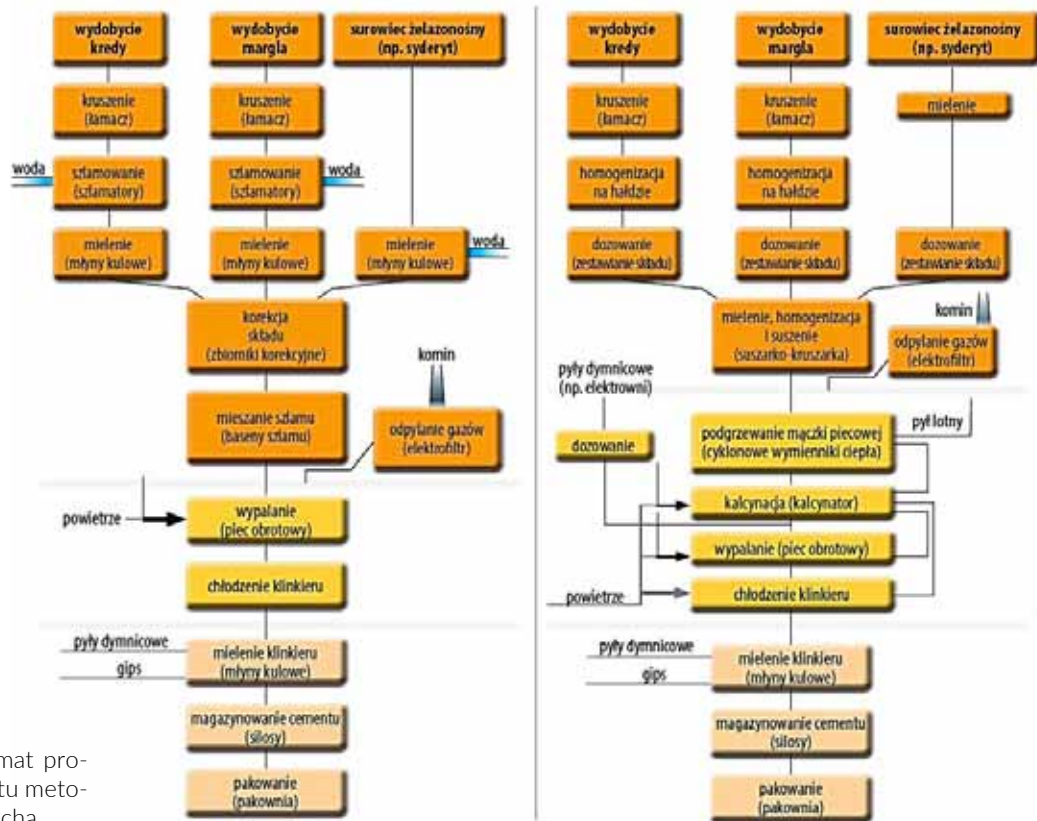 wydobycie
kredy
wydobycie
margla
surowiec żelazonośny
(np. syderyt)
kruszenie
(łamacz)
kruszenie
(łamacz)
woda
szlamowanie
(szlamatory)
szlamowanie
(szlamatory)
woda
mielenie
(młyny kulowe)
mielenie
(młyny kulowe)
mielenie
(młyny kulowe)
woda
korekcja
składu
(zbiorniki korekcyjne)
komin
mieszanie szlamu
(baseny szlamu)
odpylanie gazów
(elektrofiltr)
powietrze
wypalanie
(piec obrotowy)
chłodzenie klinkieru
pyły dymnicowe
gips
mielenie klinkieru
(młyny kulowe)
magazynowanie cementu
(silosy)
pakowanie
(pakownia)
wydobycie
kredy
wydobycie
margla
surowiec żelazonośny
(np. syderyt)
kruszenie
(łamacz)
kruszenie
(łamacz)
mielenie
homogenizacja
na hałdzie
homogenizacja
na hałdzie
dozowanie
(zestawianie składu)
dozowanie
(zestawianie składu)
dozowanie
(zestawianie składu)
mielenie, homogenizacja
i suszenie
(suszarko-kruszarka)
komin
odpylanie gazów
(elektrofiltr)
pyły dymnicowe
(np. elektrowni)
pył lotny
dozowanie
podgrzewanie mączki piecowej
(cyklonowe wymienniki ciepła)
kalcynacja (kalcynator)
wypalanie (piec obrotowy)
powietrze
chłodzenie klinkieru
pyły dymnicowe
gips
mielenie klinkieru
(młyny kulowe)
magazynowanie cementu
(silosy)
pakowanie
(pakownia)
mat pro-
tu meto-
cha